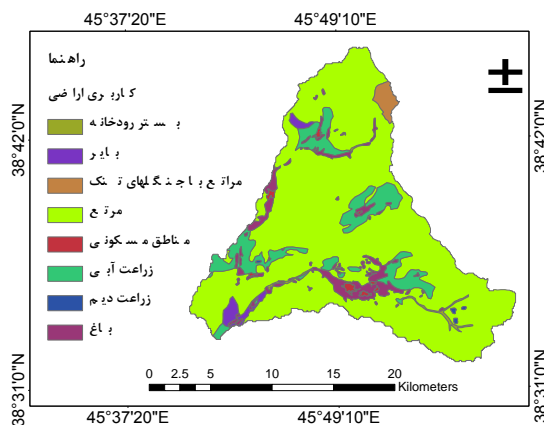 45°37'20"E 45°49'10"E
راهنما
کاربری اراضی
بستر رودخانه
بایر
مراتع با جنگلهای تنک
مرتع
مناطق مسکونی
زراعت آبی
زراعت دیم
باغ
38°42'0"N
38°42'0"N
38°31'0"N
38°31'0"N
0 2.5 5 10 15 20
Kilometers
45°37'20"E 45°49'10"E